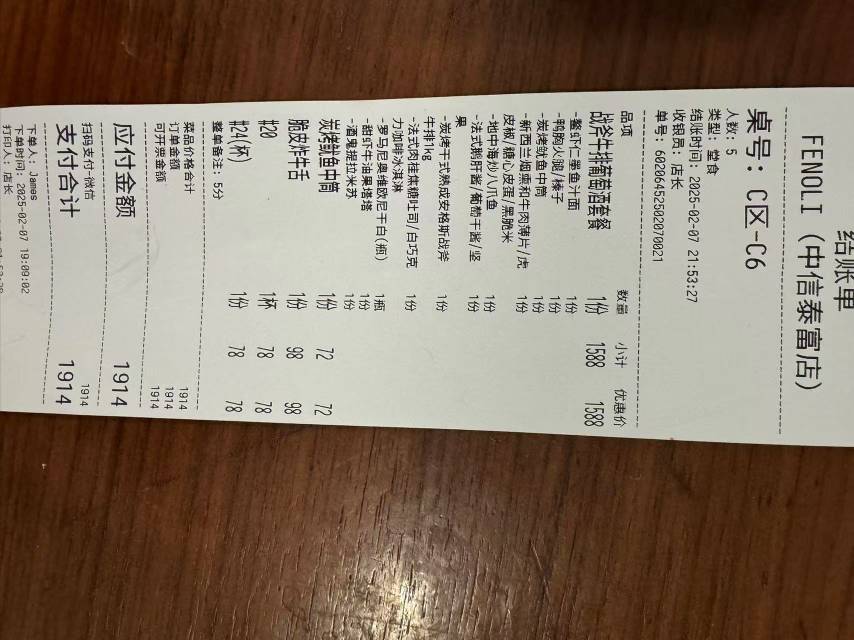 结账单
FENOLI (中信泰富店)
桌号: C区-C6
人数: 5
类型: 堂食
结账时间: 2025-02-07 21:53:27
收银员: 店长
单号: 60206452502070021
品项 数量 小计 优惠价
战斧牛排葡萄酒套餐 1份 1588 1588
-螯虾仁墨鱼汁面 1份
-鸭胸火腿/榛子 1份
-炭烤鱿鱼中筒 1份
-新西兰烟熏和牛肉薄片/虎皮椒/糖心皮蛋/黑脆米 1份
-地中海炒八爪鱼 1份
-法式鹅肝酱/葡萄干酱/坚果 1份
-炭烤干式熟成安格斯战斧牛排1kg 1份
-法式肉桂焦糖吐司/白巧克力咖啡冰淇淋 1份
-罗马尼奥维欧尼干白(瓶) 1瓶
-甜虾牛油果塔塔 1份
-酒鬼提拉米苏 1份
炭烤鱿鱼中筒 1份 72 72
脆皮炸牛舌 1份 98 98
#20 1杯 78 78
#24(杯) 1份 78 78
整单备注: 5分
菜品价格合计 1914
订单金额 1914
可开票金额 1914
应付金额 1914
扫码支付-微信 1914
支付合计 1914
下单人: James
下单时间: 2025-02-07 19:09:02
打印人: 店长